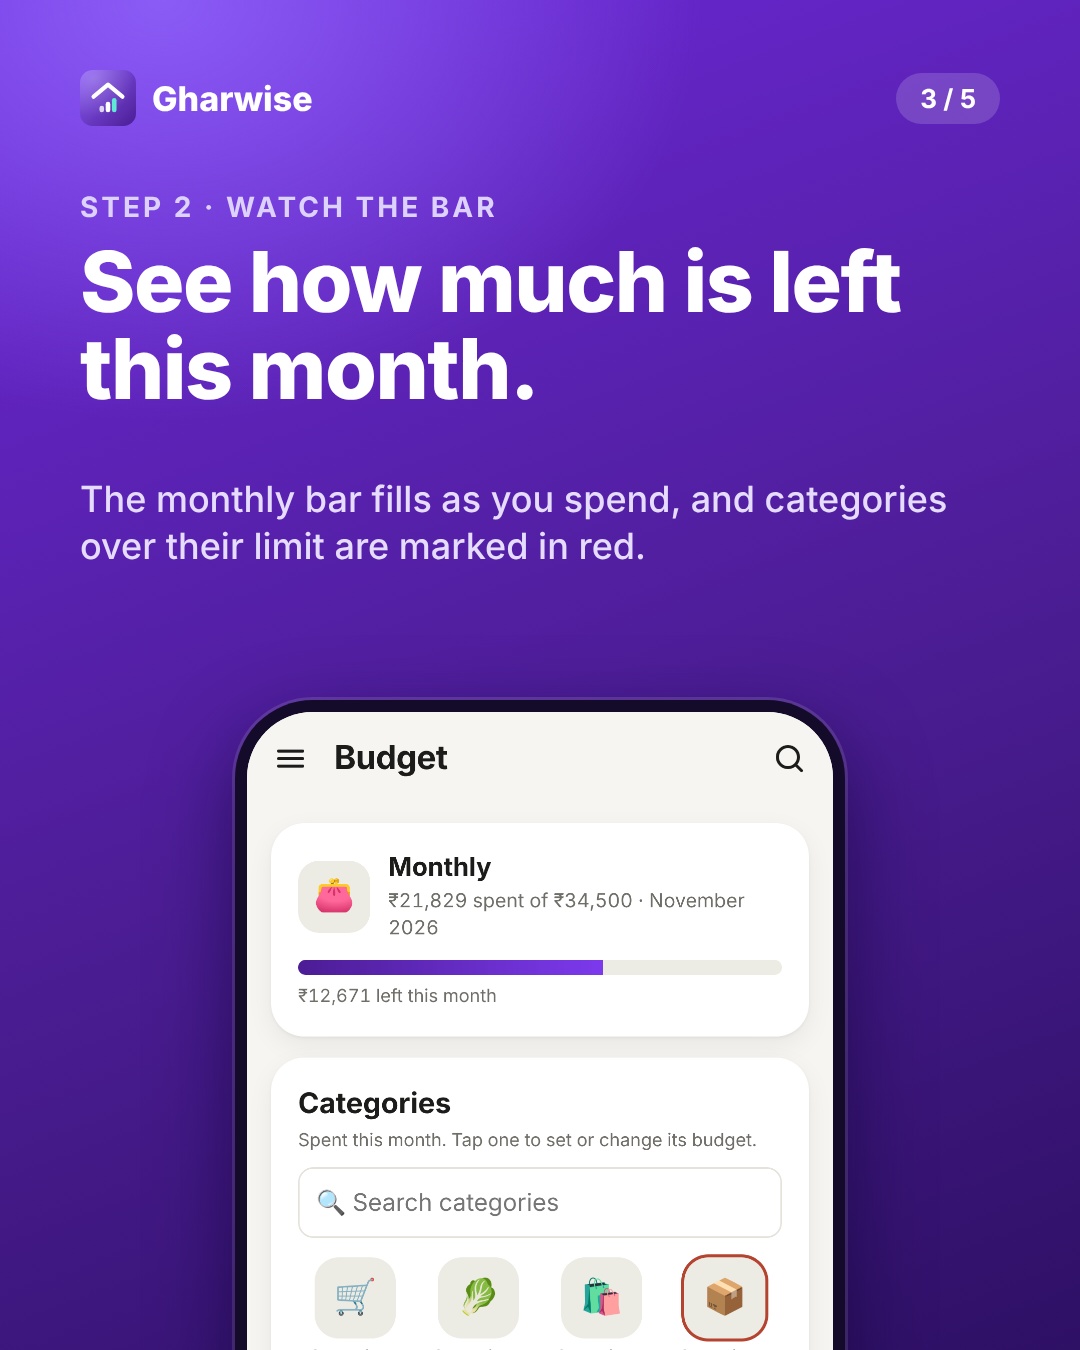 Gharwise
3 / 5
STEP 2 · WATCH THE BAR
See how much is left
this month.
The monthly bar fills as you spend, and categories
over their limit are marked in red.
Budget
Monthly
₹21,829 spent of ₹34,500 · November
2026
₹12,671 left this month
Categories
Spent this month. Tap one to set or change its budget.
Search categories